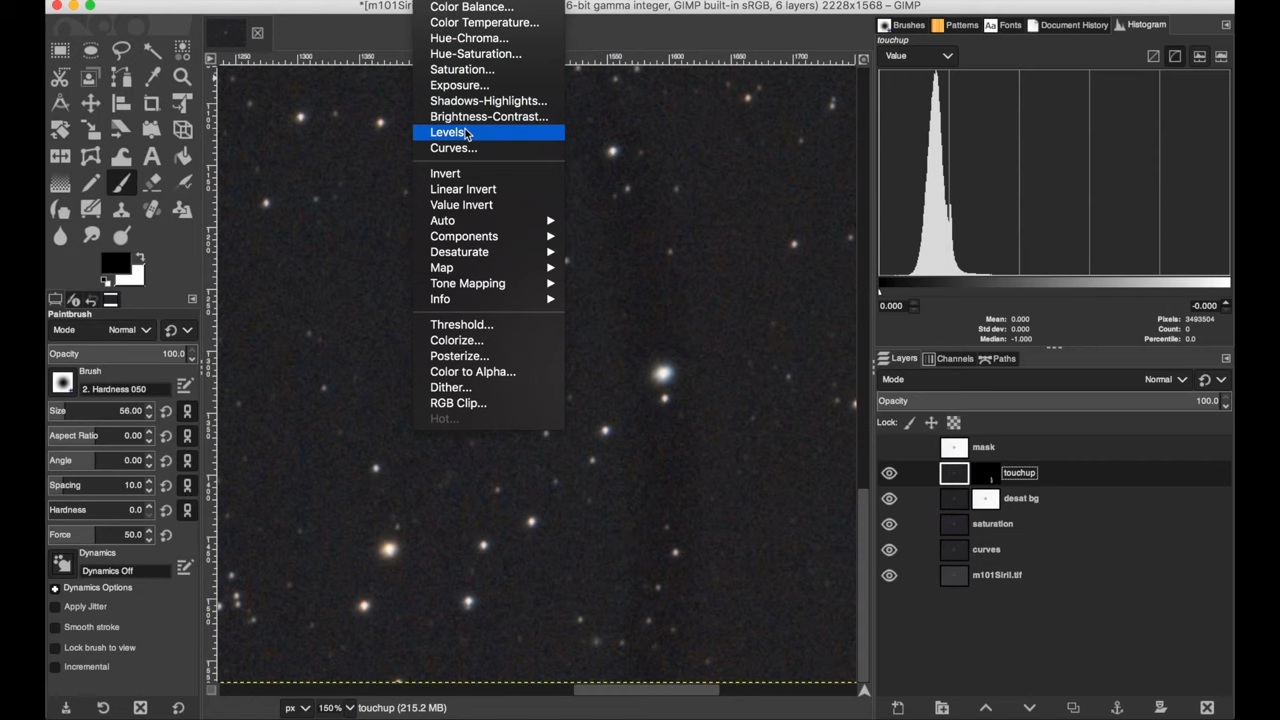 *[m101Siri
6-bit gamma integer, GIMP built-in sRGB, 6 layers) 2228x1568 – GIMP
Color Balance...
Color Temperature...
Hue-Chroma...
Hue-Saturation...
Saturation...
Exposure...
Shadows-Highlights...
Brightness-Contrast...
Levels
Curves...
Invert
Linear Invert
Value Invert
Auto
Components
Desaturate
Map
Tone Mapping
Info
Threshold...
Colorize...
Posterize...
Color to Alpha...
Dither...
RGB Clip...
Hot...
1300
1550
1600
1700
Paintbrush
Mode Normal
Opacity 100.0
Brush
2. Hardness 050
Size 56.00
Aspect Ratio 0.00
Angle 0.00
Spacing 10.0
Hardness 0.0
Force 50.0
Dynamics
Dynamics Off
Dynamics Options
Apply Jitter
Smooth stroke
Lock brush to view
Incremental
px 150% touchup (215.2 MB)
Brushes Patterns Aa Fonts Document History Histogram
touchup
Value
0.000 -0.000
Mean: 0.000 Pixels: 3493504
Std dev: 0.000 Count: 0
Median: -1.000 Percentile: 0.0
Layers Channels Paths
Mode Normal
Opacity 100.0
Lock:
mask
touchup
desat bg
saturation
curves
m101Siril.tif